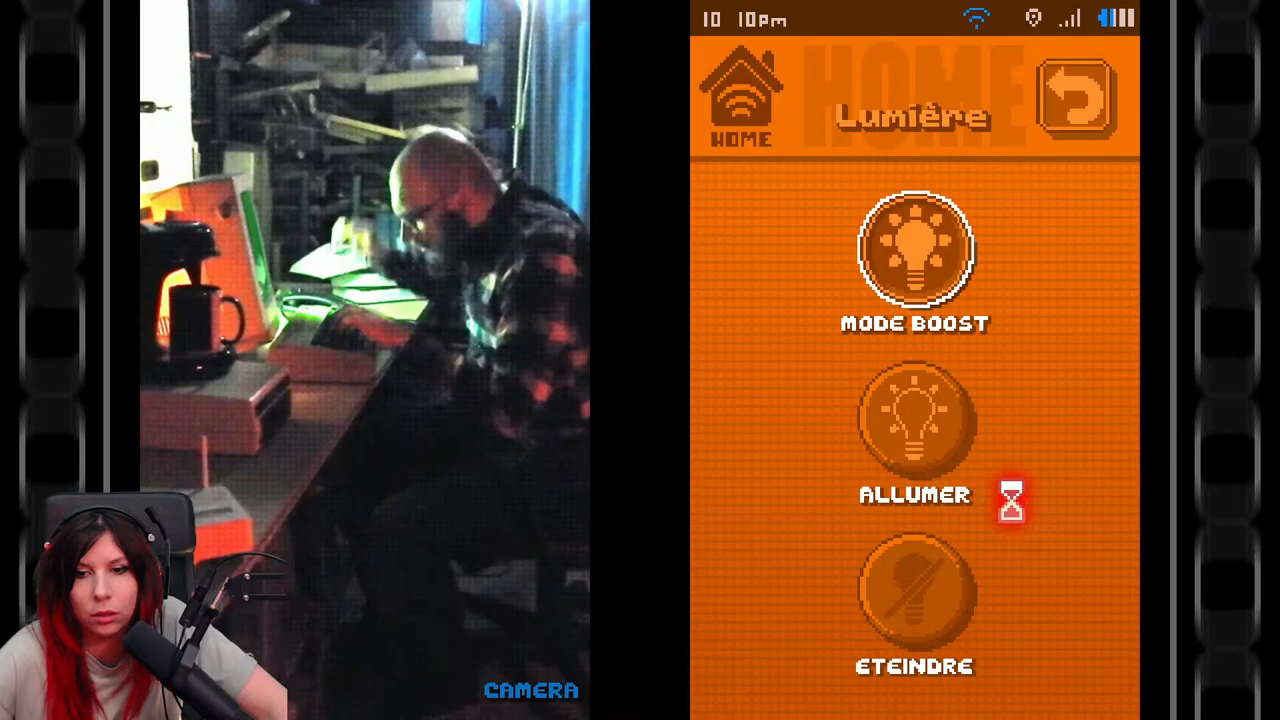 10 10pm
HOME
HOME
Lumière
MODE BOOST
ALLUMER
ETEINDRE
CAMERA